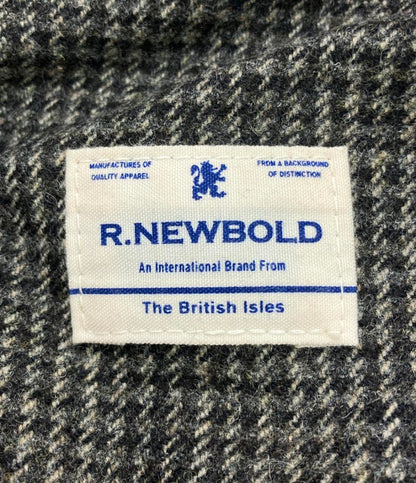 MANUFACTURES OF
QUALITY APPAREL
FROM A BACKGROUND
OF DISTINCTION
R.NEWBOLD
An International Brand From
The British Isles